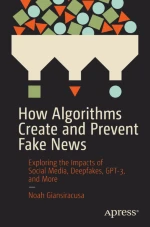 How Algorithms
Create and Prevent
Fake News
Exploring the Impacts of
Social Media, Deepfakes, GPT-3,
and More
Noah Giansiracusa
Apress®